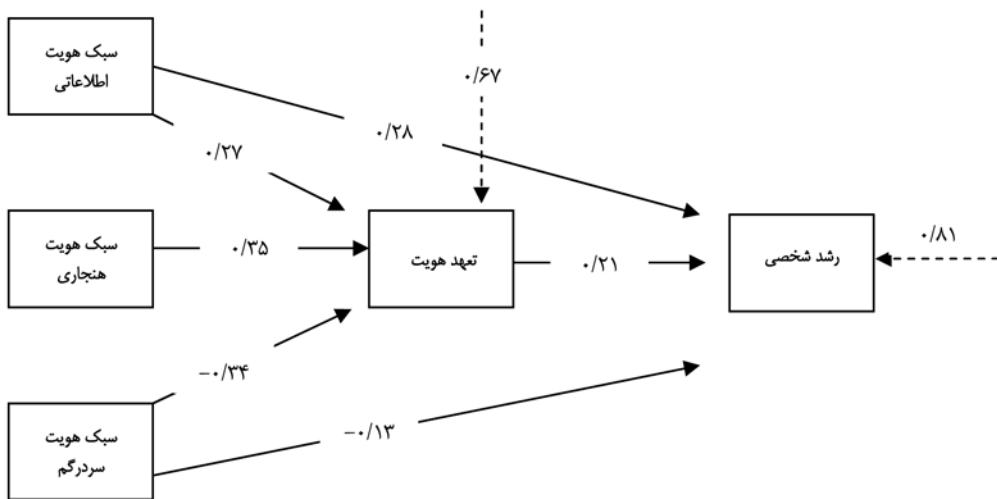 سبک هویت
اطلاعاتی
۰/۶۷
۰/۲۸
۰/۲۷
سبک هویت
هنجاری
۰/۳۵
تعهد هویت
۰/۲۱
رشد شخصی
۰/۸۱
−۰/۳۴
سبک هویت
سردرگم
−۰/۱۳